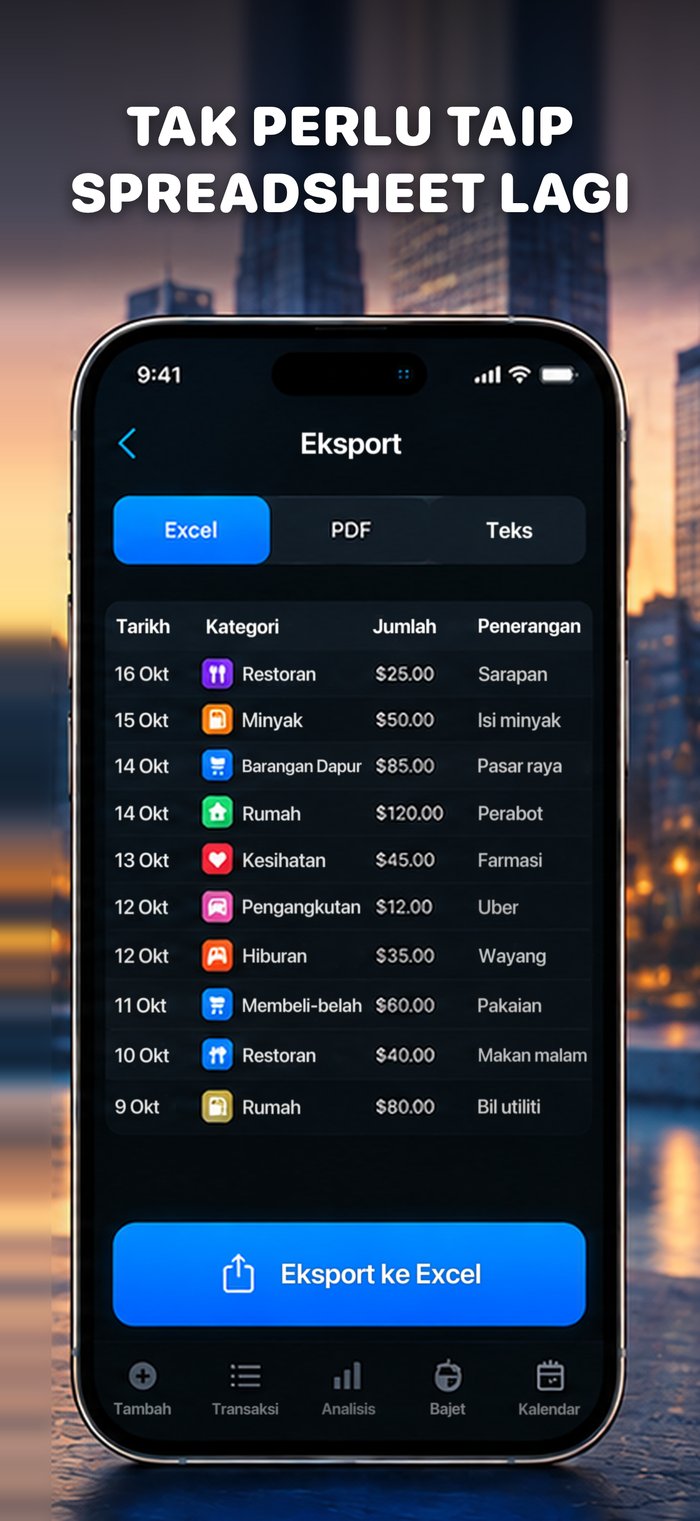 TAK PERLU TAIP
SPREADSHEET LAGI
9:41
Eksport
Excel PDF Teks
Tarikh Kategori Jumlah Penerangan
16 Okt Restoran $25.00 Sarapan
15 Okt Minyak $50.00 Isi minyak
14 Okt Barangan Dapur $85.00 Pasar raya
14 Okt Rumah $120.00 Perabot
13 Okt Kesihatan $45.00 Farmasi
12 Okt Pengangkutan $12.00 Uber
12 Okt Hiburan $35.00 Wayang
11 Okt Membeli-belah $60.00 Pakaian
10 Okt Restoran $40.00 Makan malam
9 Okt Rumah $80.00 Bil utiliti
Eksport ke Excel
Tambah Transaksi Analisis Bajet Kalendar